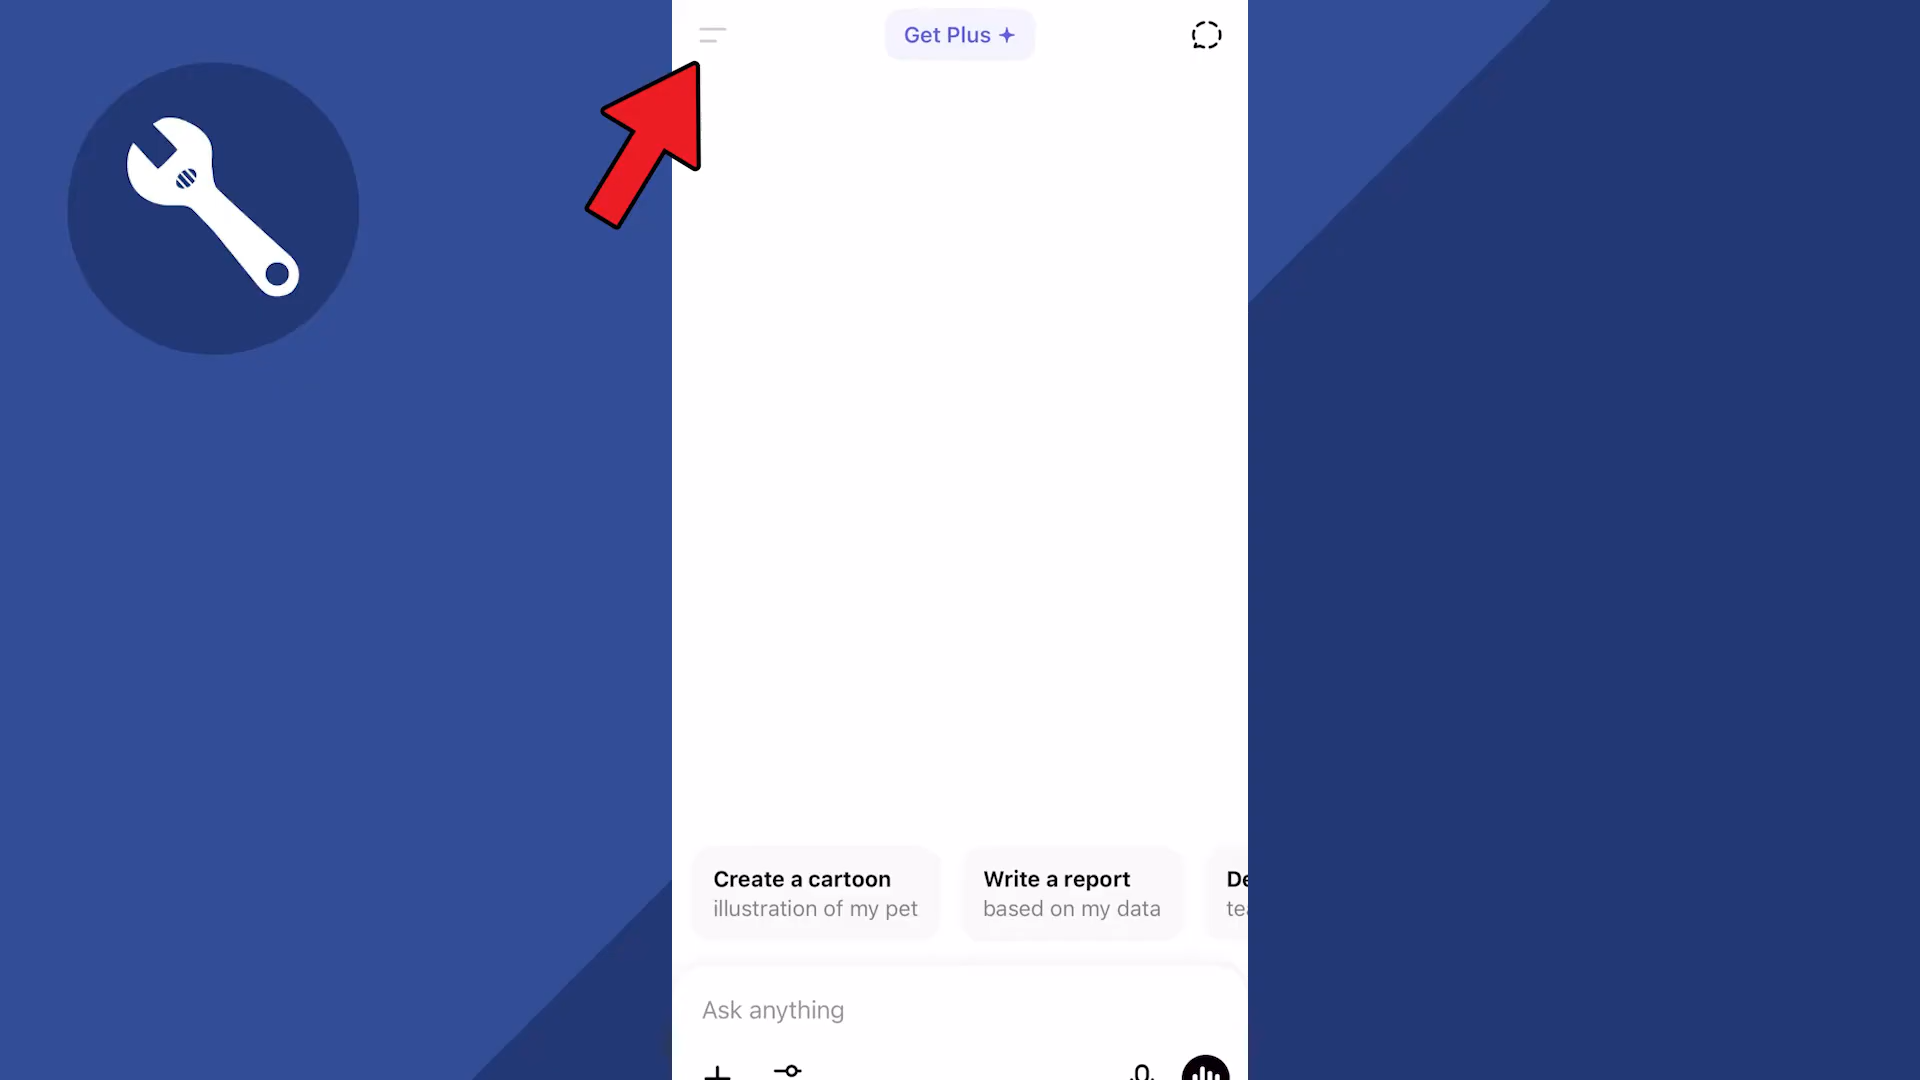 Get Plus
Create a cartoon
illustration of my pet
Write a report
based on my data
Ask anything